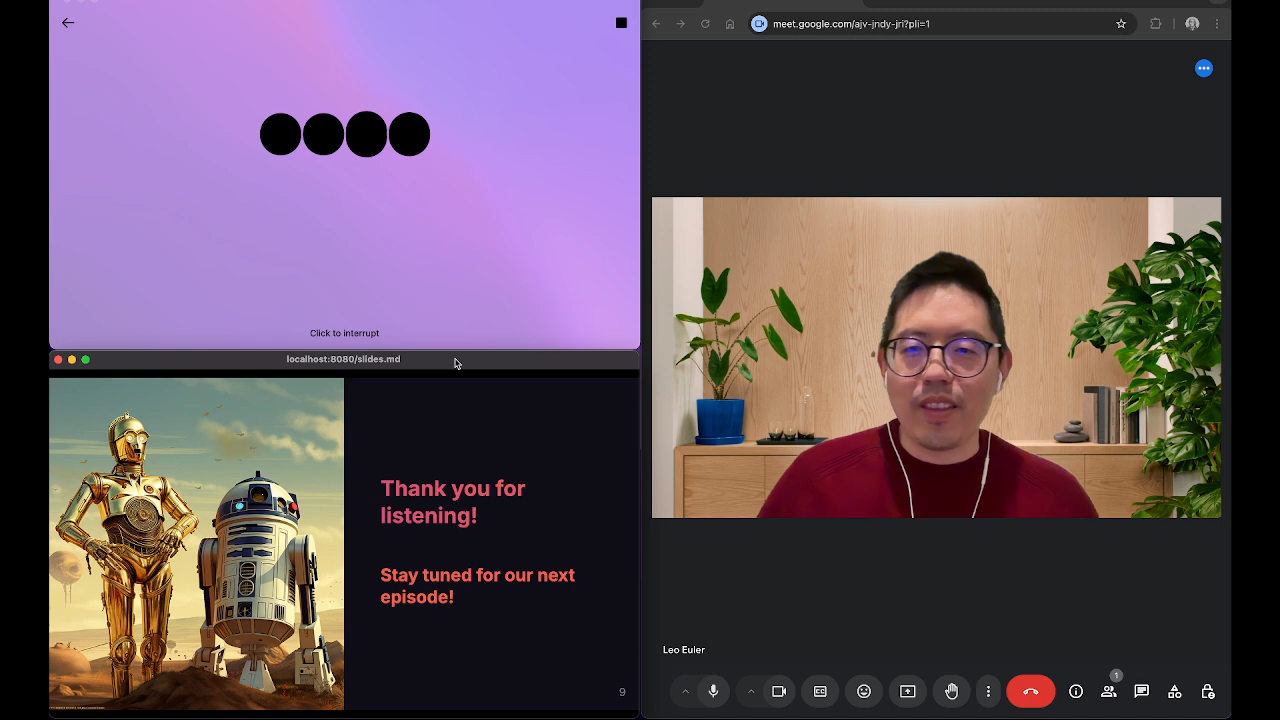 Click to interrupt
localhost:8080/slides.md
Thank you for
listening!
Stay tuned for our next
episode!
9
meet.google.com/ajv-jndy-jri?pli=1
Leo Euler
1